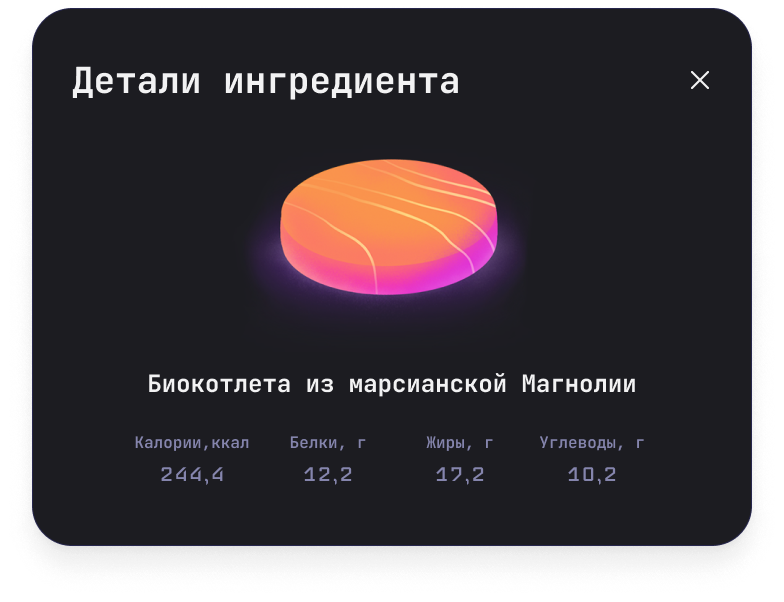 Детали ингредиента
Биокотлета из марсианской Магнолии
Калории,ккал Белки, г Жиры, г Углеводы, г
244,4 12,2 17,2 10,2